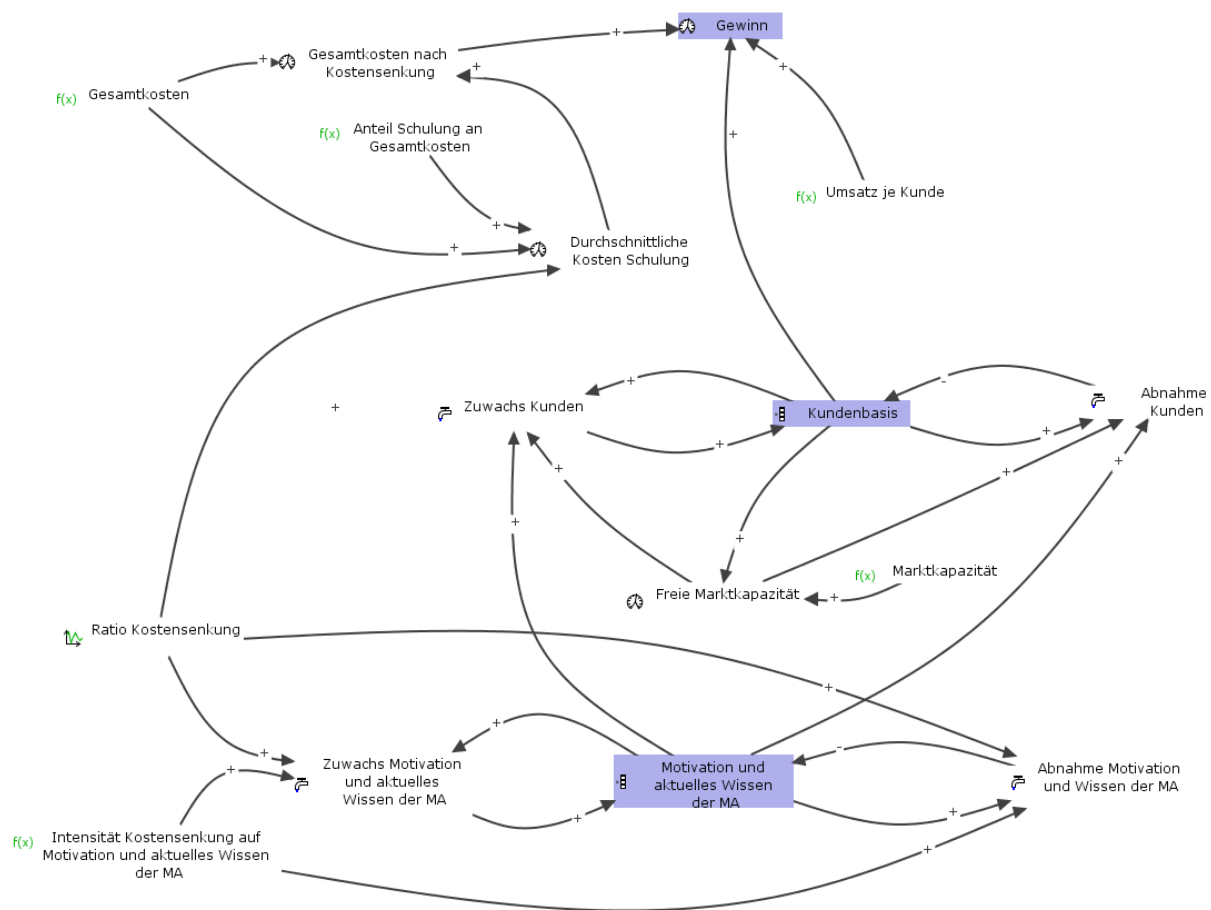 Gewinn
+
Gesamtkosten nach
Kostensenkung
+
+
+
f(x) Gesamtkosten
f(x) Anteil Schulung an
Gesamtkosten
+
f(x) Umsatz je Kunde
+
+
Durchschnittliche
Kosten Schulung
+
-
+
Zuwachs Kunden
+
Kundenbasis
Abnahme
Kunden
+
+
+
+
+
+
+
f(x) Marktkapazität
Freie Marktkapazität
+
Ratio Kostensenkung
+
+
+
-
+
Zuwachs Motivation
und aktuelles
Wissen der MA
Motivation und
aktuelles Wissen
der MA
Abnahme Motivation
und Wissen der MA
+
+
f(x) Intensität Kostensenkung auf
Motivation und aktuelles Wissen
der MA
+